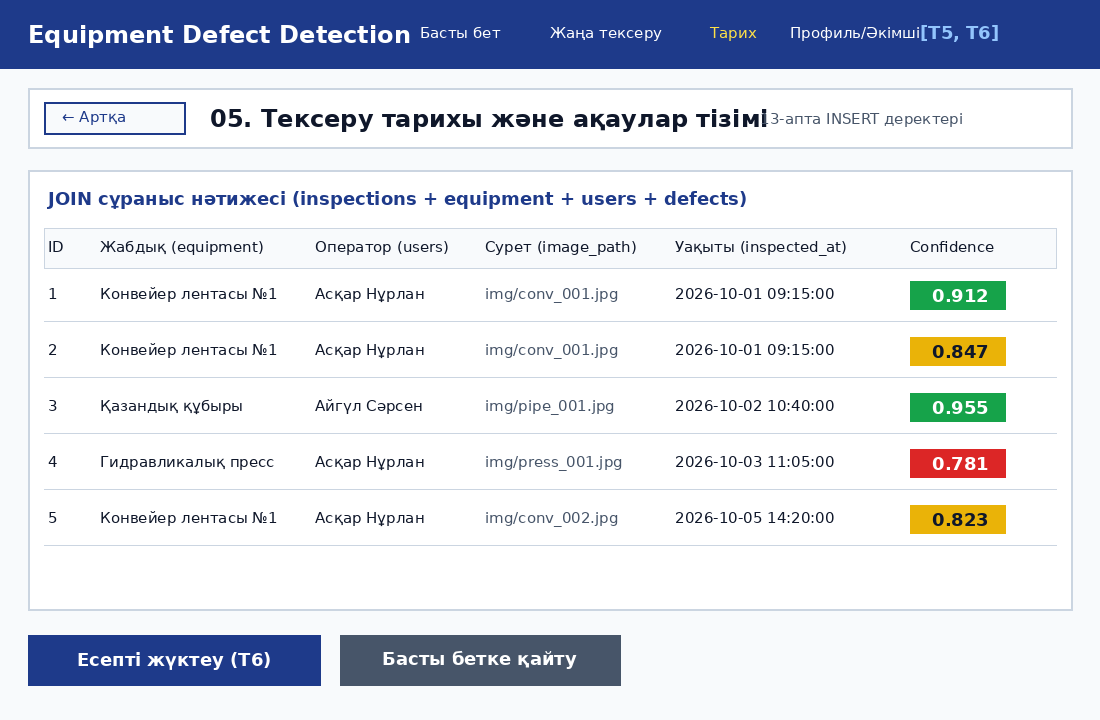 Equipment Defect Detection Басты бет Жаңа тексеру Тарих Профиль/Әкімші [T5, T6]
← Артқа 05. Тексеру тарихы және ақаулар тізімі 13-апта INSERT деректері
JOIN сұраныс нәтижесі (inspections + equipment + users + defects)
ID Жабдық (equipment) Оператор (users) Сурет (image_path) Уақыты (inspected_at) Confidence
1 Конвейер лентасы №1 Асқар Нұрлан img/conv_001.jpg 2026-10-01 09:15:00 0.912
2 Конвейер лентасы №1 Асқар Нұрлан img/conv_001.jpg 2026-10-01 09:15:00 0.847
3 Қазандық құбыры Айгүл Сәрсен img/pipe_001.jpg 2026-10-02 10:40:00 0.955
4 Гидравликалық пресс Асқар Нұрлан img/press_001.jpg 2026-10-03 11:05:00 0.781
5 Конвейер лентасы №1 Асқар Нұрлан img/conv_002.jpg 2026-10-05 14:20:00 0.823
Есепті жүктеу (T6) Басты бетке қайту